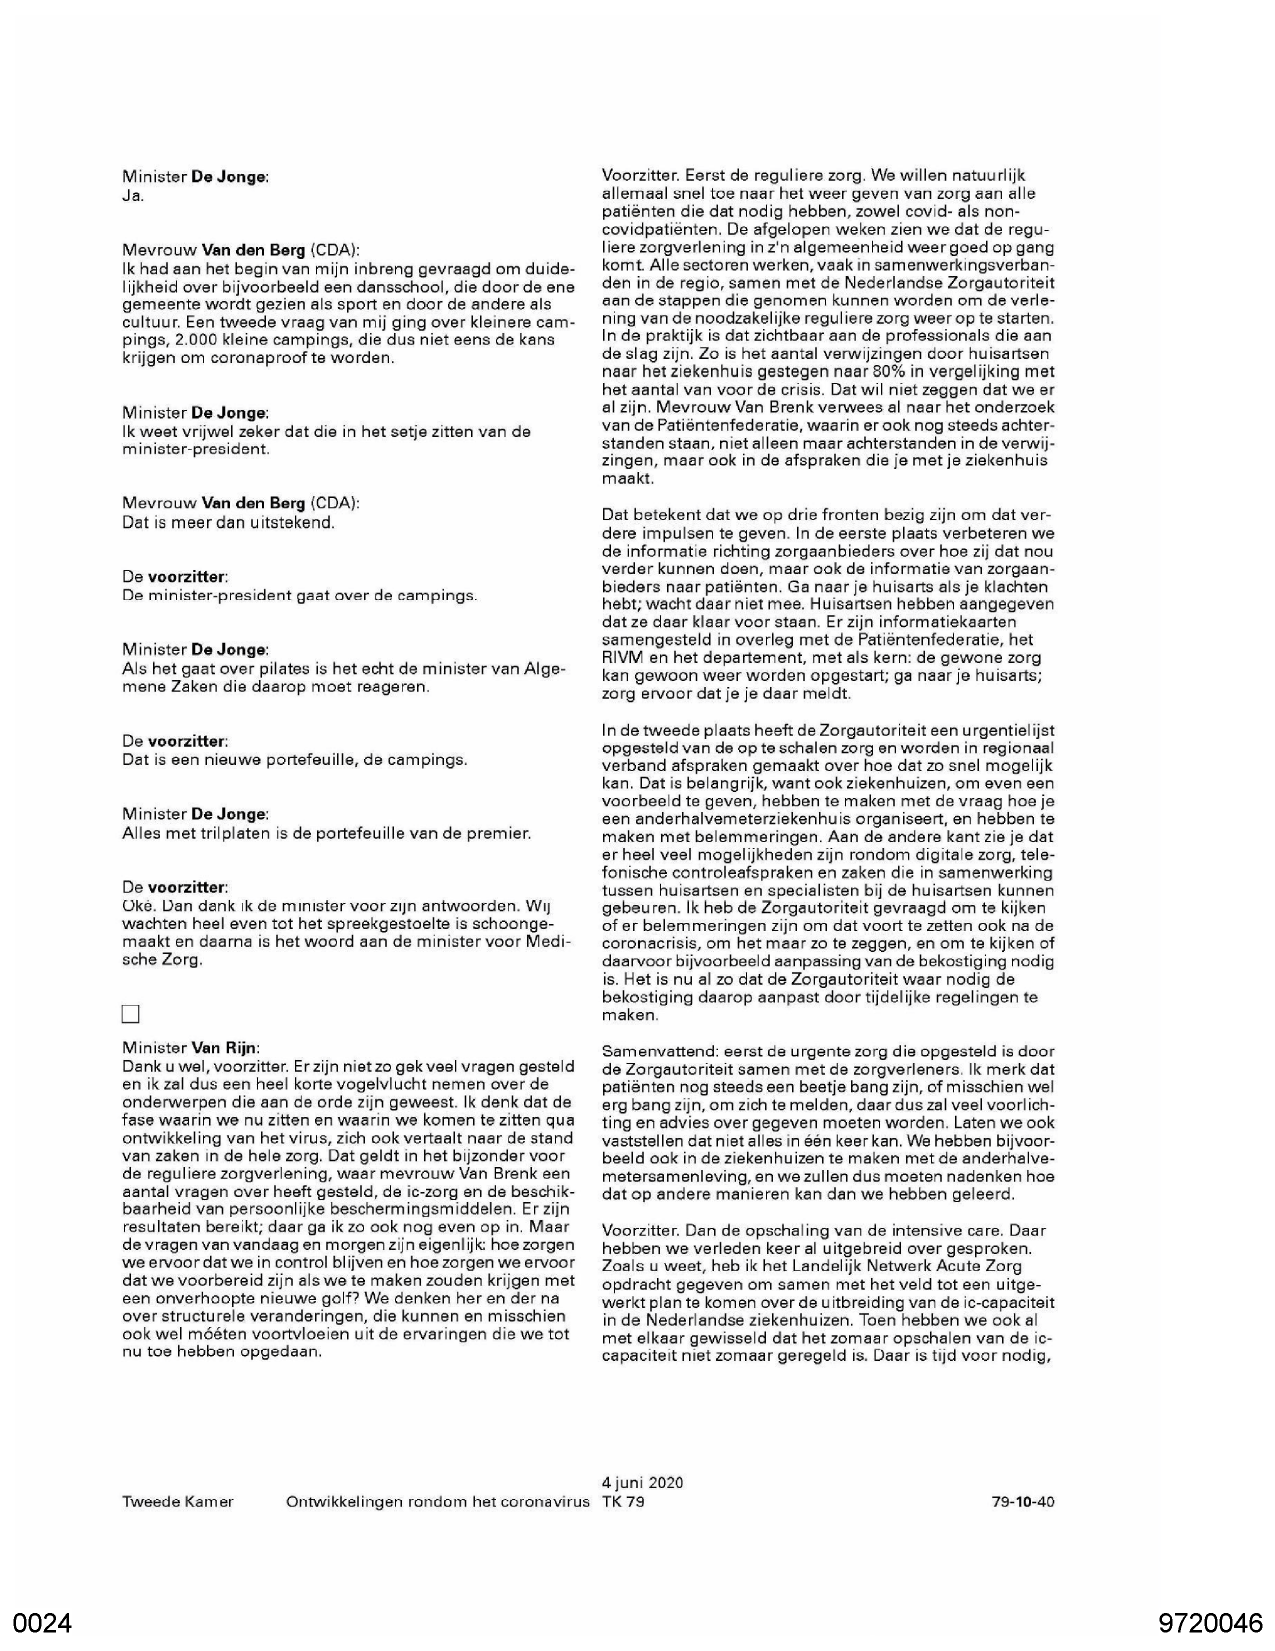 Minister De Jonge:
Ja.
Mevrouw Van den Berg (CDA):
Ik had aan het begin van mijn inbreng gevraagd om duide-
lijkheid over bijvoorbeeld een dansschool, die door de ene
gemeente wordt gezien als sport en door de andere als
cultuur. Een tweede vraag van mij ging over kleinere cam-
pings, 2.000 kleine campings, die dus niet eens de kans
krijgen om coronaproof te worden.
Minister De Jonge:
Ik weet vrijwel zeker dat die in het setje zitten van de
minister-president.
Mevrouw Van den Berg (CDA):
Dat is meer dan uitstekend.
De voorzitter:
De minister-president gaat over de campings.
Minister De Jonge:
Als het gaat over pilates is het echt de minister van Alge-
mene Zaken die daarop moet reageren.
De voorzitter:
Dat is een nieuwe portefeuille, de campings.
Minister De Jonge:
Alles met trilplaten is de portefeuille van de premier.
De voorzitter:
Oké. Dan dank ik de minister voor zijn antwoorden. Wij
wachten heel even tot het spreekgestoelte is schoonge-
maakt en daarna is het woord aan de minister voor Medi-
sche Zorg.
Minister Van Rijn:
Dank u wel, voorzitter. Er zijn niet zo gek veel vragen gesteld
en ik zal dus een heel korte vogelvlucht nemen over de
onderwerpen die aan de orde zijn geweest. Ik denk dat de
fase waarin we nu zitten en waarin we komen te zitten qua
ontwikkeling van het virus, zich ook vertaalt naar de stand
van zaken in de hele zorg. Dat geldt in het bijzonder voor
de reguliere zorgverlening, waar mevrouw Van Brenk een
aantal vragen over heeft gesteld, de ic-zorg en de beschik-
baarheid van persoonlijke beschermingsmiddelen. Er zijn
resultaten bereikt; daar ga ik zo ook nog even op in. Maar
de vragen van vandaag en morgen zijn eigenlijk: hoe zorgen
we ervoor dat we in control blijven en hoe zorgen we ervoor
dat we voorbereid zijn als we te maken zouden krijgen met
een onverhoopte nieuwe golf? We denken her en der na
over structurele veranderingen, die kunnen en misschien
ook wel móéten voortvloeien uit de ervaringen die we tot
nu toe hebben opgedaan.
Voorzitter. Eerst de reguliere zorg. We willen natuurlijk
allemaal snel toe naar het weer geven van zorg aan alle
patiënten die dat nodig hebben, zowel covid- als non-
covidpatiënten. De afgelopen weken zien we dat de regu-
liere zorgverlening in z'n algemeenheid weer goed op gang
komt. Alle sectoren werken, vaak in samenwerkingsverban-
den in de regio, samen met de Nederlandse Zorgautoriteit
aan de stappen die genomen kunnen worden om de verle-
ning van de noodzakelijke reguliere zorg weer op te starten.
In de praktijk is dat zichtbaar aan de professionals die aan
de slag zijn. Zo is het aantal verwijzingen door huisartsen
naar het ziekenhuis gestegen naar 80% in vergelijking met
het aantal van voor de crisis. Dat wil niet zeggen dat we er
al zijn. Mevrouw Van Brenk verwees al naar het onderzoek
van de Patiëntenfederatie, waarin er ook nog steeds achter-
standen staan, niet alleen maar achterstanden in de verwij-
zingen, maar ook in de afspraken die je met je ziekenhuis
maakt.
Dat betekent dat we op drie fronten bezig zijn om dat ver-
dere impulsen te geven. In de eerste plaats verbeteren we
de informatie richting zorgaanbieders over hoe zij dat nou
verder kunnen doen, maar ook de informatie van zorgaan-
bieders naar patiënten. Ga naar je huisarts als je klachten
hebt; wacht daar niet mee. Huisartsen hebben aangegeven
dat ze daar klaar voor staan. Er zijn informatiekaarten
samengesteld in overleg met de Patiëntenfederatie, het
RIVM en het departement, met als kern: de gewone zorg
kan gewoon weer worden opgestart; ga naar je huisarts;
zorg ervoor dat je je daar meldt.
In de tweede plaats heeft de Zorgautoriteit een urgentielijst
opgesteld van de op te schalen zorg en worden in regionaal
verband afspraken gemaakt over hoe dat zo snel mogelijk
kan. Dat is belangrijk, want ook ziekenhuizen, om even een
voorbeeld te geven, hebben te maken met de vraag hoe je
een anderhalvemeterziekenhuis organiseert, en hebben te
maken met belemmeringen. Aan de andere kant zie je dat
er heel veel mogelijkheden zijn rondom digitale zorg, tele-
fonische controleafspraken en zaken die in samenwerking
tussen huisartsen en specialisten bij de huisartsen kunnen
gebeuren. Ik heb de Zorgautoriteit gevraagd om te kijken
of er belemmeringen zijn om dat voort te zetten ook na de
coronacrisis, om het maar zo te zeggen, en om te kijken of
daarvoor bijvoorbeeld aanpassing van de bekostiging nodig
is. Het is nu al zo dat de Zorgautoriteit waar nodig de
bekostiging daarop aanpast door tijdelijke regelingen te
maken.
Samenvattend: eerst de urgente zorg die opgesteld is door
de Zorgautoriteit samen met de zorgverleners. Ik merk dat
patiënten nog steeds een beetje bang zijn, of misschien wel
erg bang zijn, om zich te melden, daar dus zal veel voorlich-
ting en advies over gegeven moeten worden. Laten we ook
vaststellen dat niet alles in één keer kan. We hebben bijvoor-
beeld ook in de ziekenhuizen te maken met de anderhalve-
metersamenleving, en we zullen dus moeten nadenken hoe
dat op andere manieren kan dan we hebben geleerd.
Voorzitter. Dan de opschaling van de intensive care. Daar
hebben we verleden keer al uitgebreid over gesproken.
Zoals u weet, heb ik het Landelijk Netwerk Acute Zorg
opdracht gegeven om samen met het veld tot een uitge-
werkt plan te komen over de uitbreiding van de ic-capaciteit
in de Nederlandse ziekenhuizen. Toen hebben we ook al
met elkaar gewisseld dat het zomaar opschalen van de ic-
capaciteit niet zomaar geregeld is. Daar is tijd voor nodig,
Tweede Kamer
Ontwikkelingen rondom het coronavirus
4 juni 2020
TK 79
79-10-40
0024
9720046